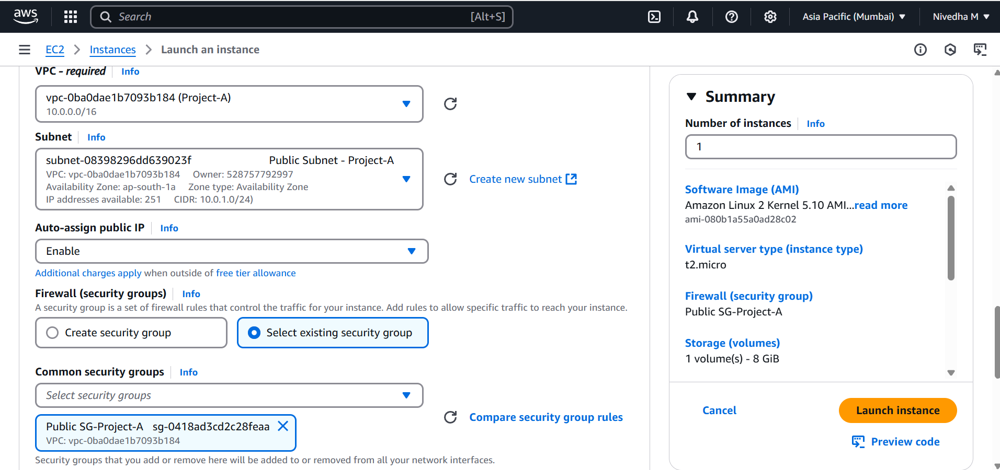 aws
Search [Alt+S]
Asia Pacific (Mumbai)
Nivedha M
EC2 > Instances > Launch an instance
VPC - required
Info
vpc-0ba0dae1b7093b184 (Project-A)
10.0.0.0/16
Subnet
Info
subnet-08398296dd639023f Public Subnet - Project-A
VPC: vpc-0ba0dae1b7093b184 Owner: 528757792997
Availability Zone: ap-south-1a Zone type: Availability Zone
IP addresses available: 251 CIDR: 10.0.1.0/24)
Create new subnet
Auto-assign public IP
Info
Enable
Additional charges apply when outside of free tier allowance
Firewall (security groups)
Info
A security group is a set of firewall rules that control the traffic for your instance. Add rules to allow specific traffic to reach your instance.
Create security group
Select existing security group
Common security groups
Info
Select security groups
Public SG-Project-A sg-0418ad3cd2c28feaa
VPC: vpc-0ba0dae1b7093b184
Compare security group rules
Security groups that you add or remove here will be added to or removed from all your network interfaces.
Summary
Number of instances
Info
1
Software Image (AMI)
Amazon Linux 2 Kernel 5.10 AMI...read more
ami-080b1a55a0ad28c02
Virtual server type (instance type)
t2.micro
Firewall (security group)
Public SG-Project-A
Storage (volumes)
1 volume(s) - 8 GiB
Cancel
Launch instance
Preview code